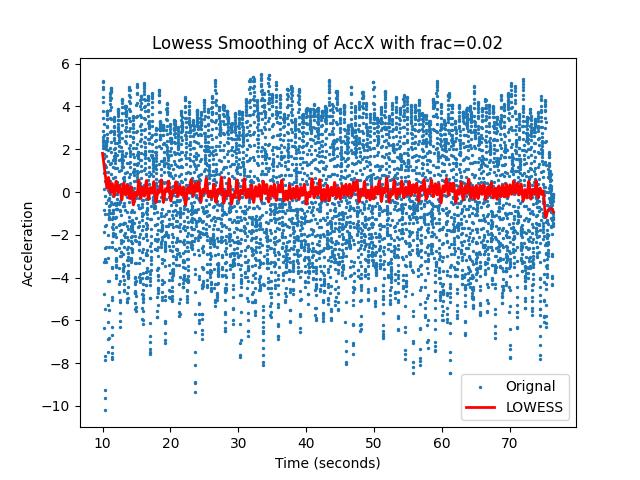 Lowess Smoothing of AccX with frac=0.02
6
4
2
0
−2
−4
−6
−8
−10
Acceleration
10 20 30 40 50 60 70
Time (seconds)
Orignal
LOWESS